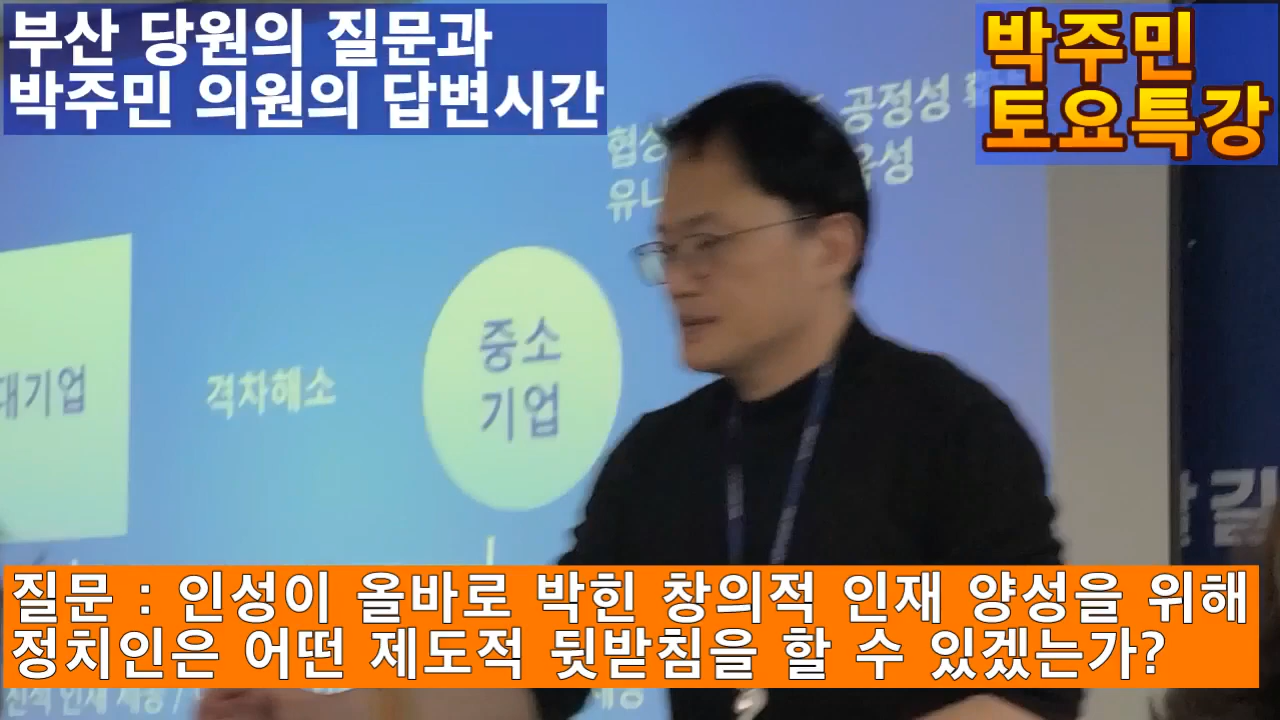 부산 당원의 질문과
박주민 의원의 답변시간
박주민
토요특강
공정성
대기업
격차해소
중소
기업
질문 : 인성이 올바로 박힌 창의적 인재 양성을 위해
정치인은 어떤 제도적 뒷받침을 할 수 있겠는가?